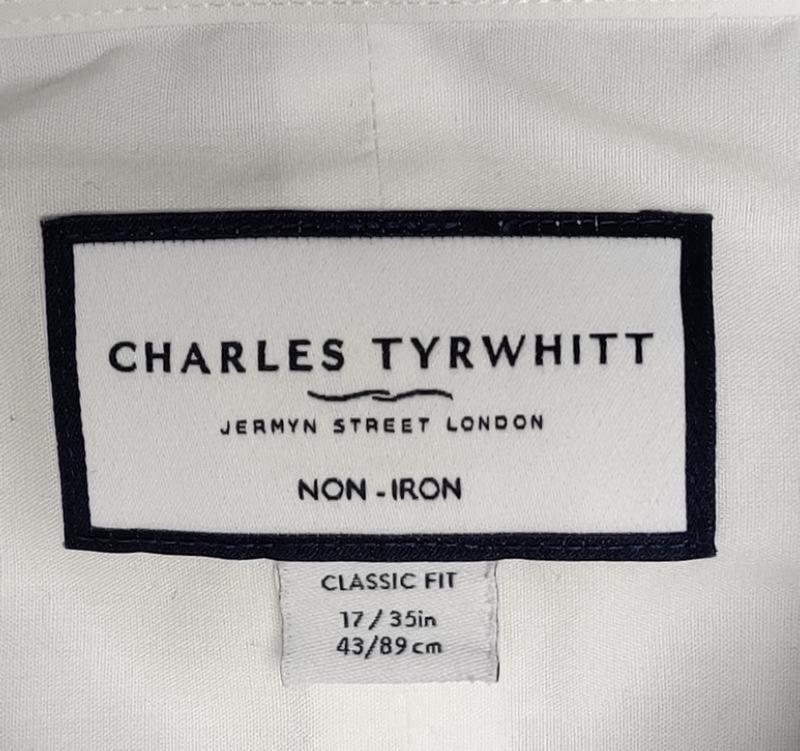 CHARLES TYRWHITT
JERMYN STREET LONDON
NON-IRON
CLASSIC FIT
17/35in
43/89cm